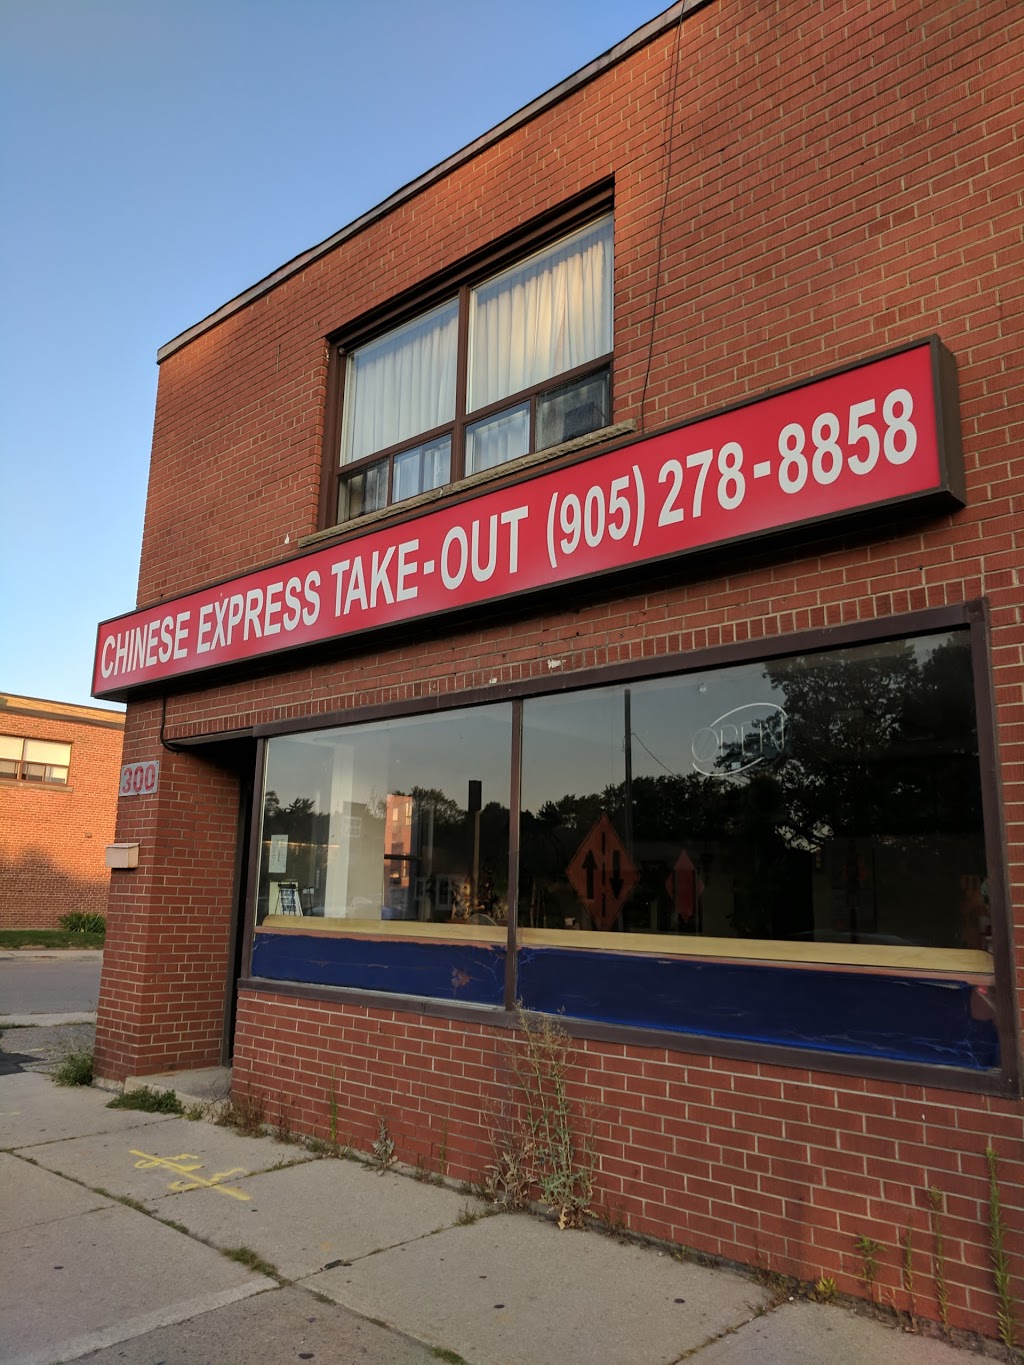 CHINESE EXPRESS TAKE-OUT (905) 278-8858
OPEN
300